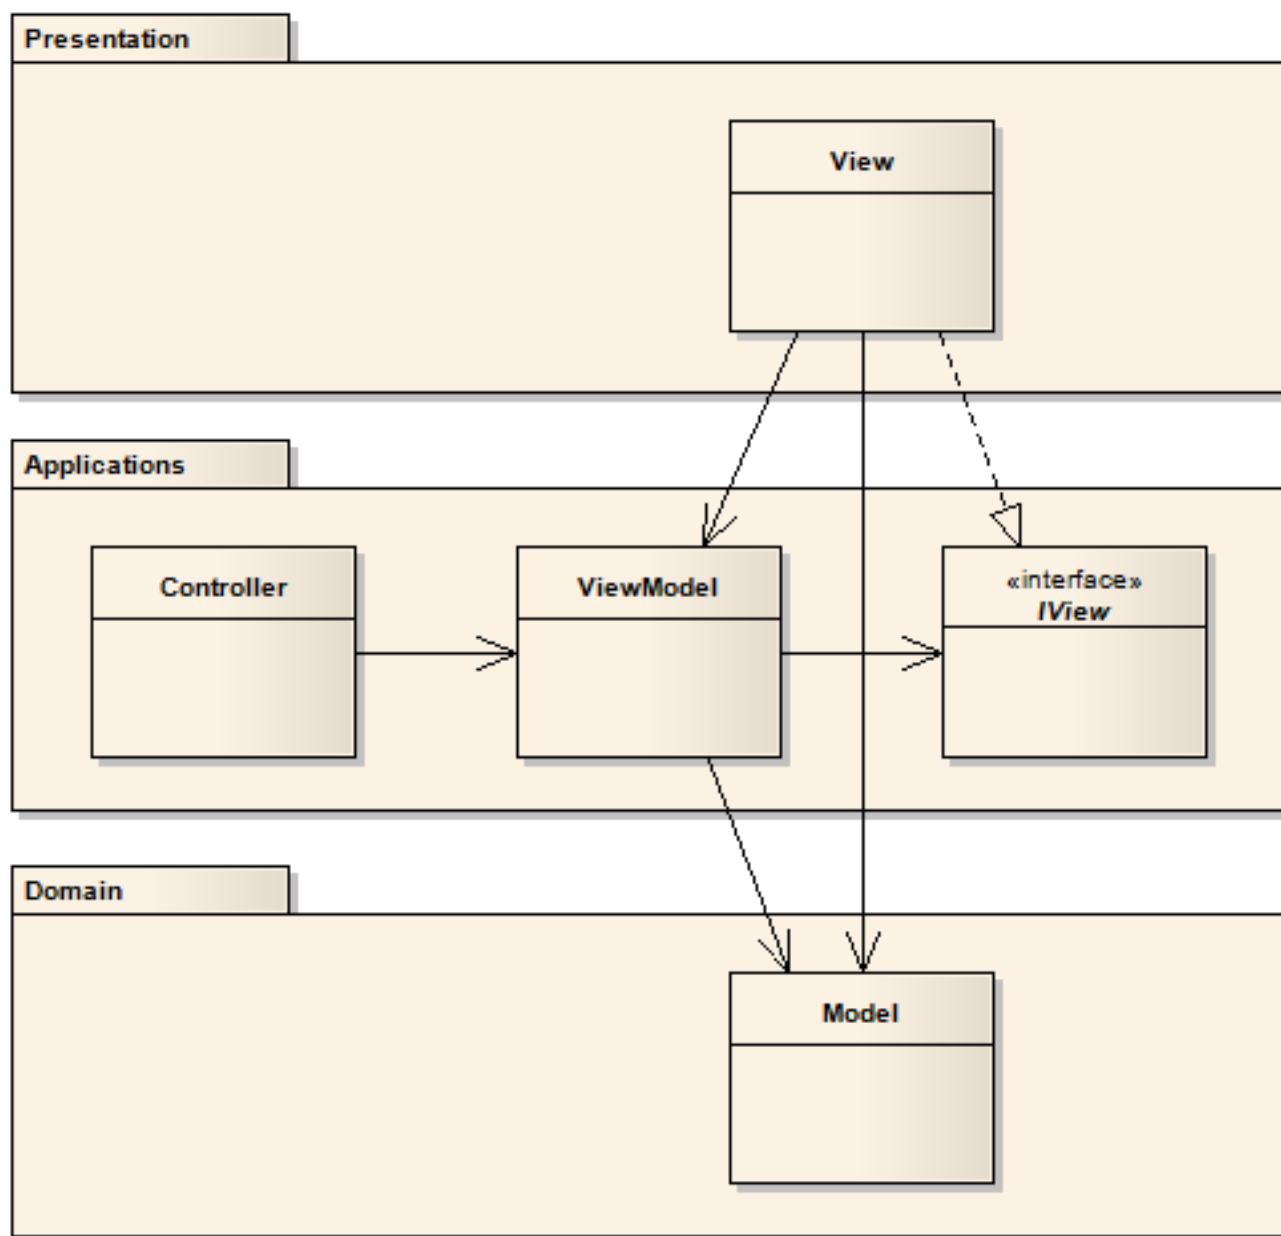 Presentation
View
Applications
Controller
ViewModel
«interface»
IView
Domain
Model